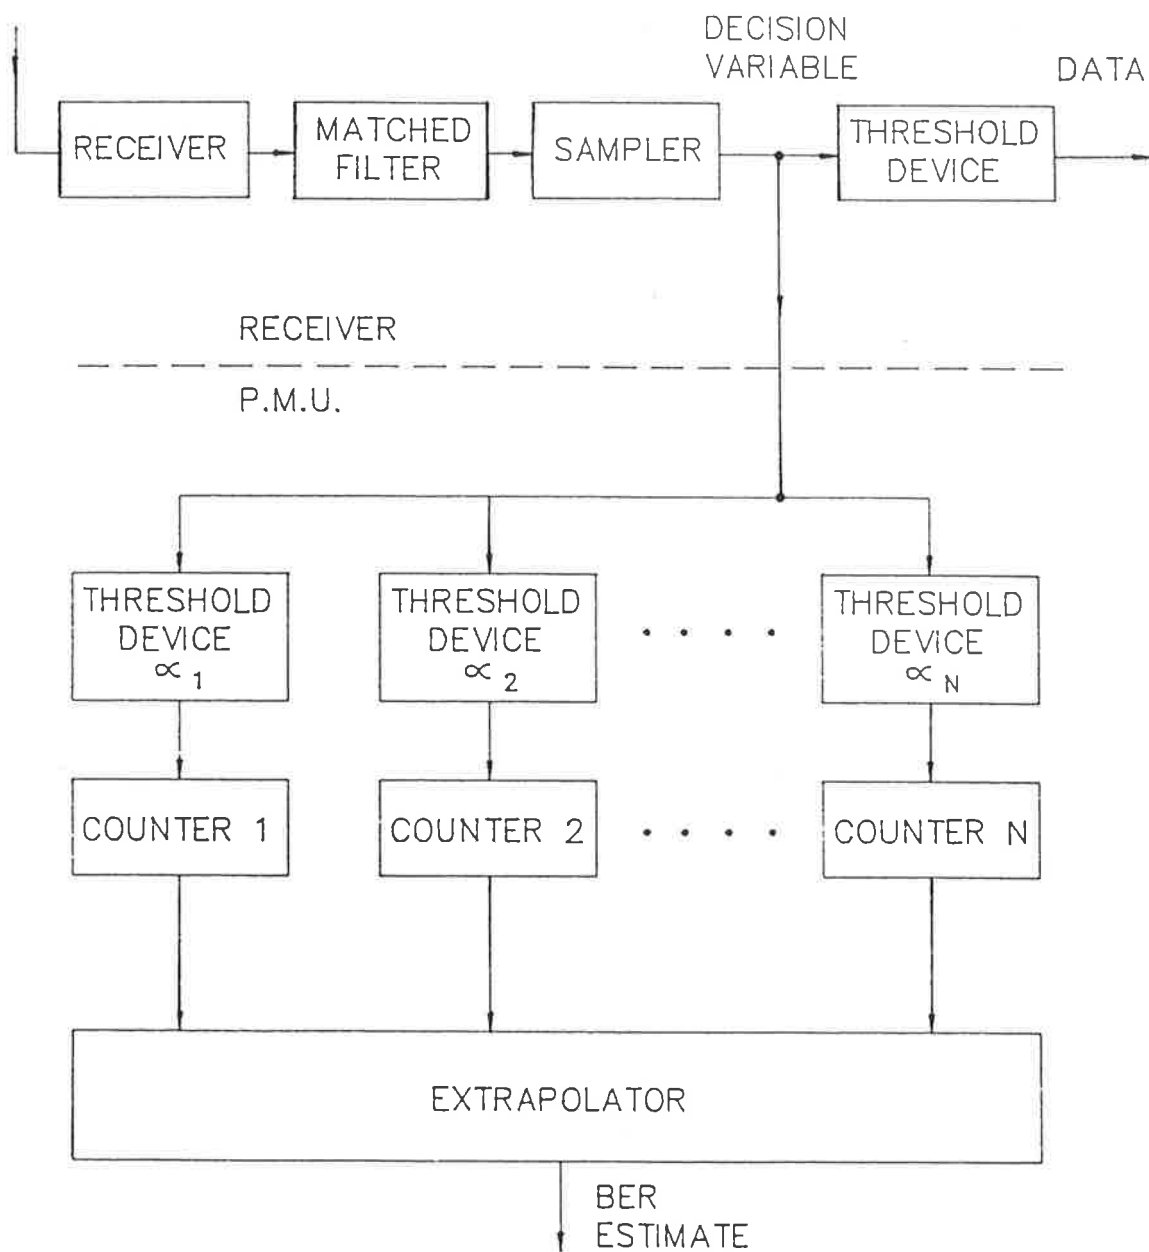 DECISION
VARIABLE
DATA
RECEIVER
MATCHED
FILTER
SAMPLER
THRESHOLD
DEVICE
RECEIVER
P.M.U.
THRESHOLD
DEVICE
∝ 1
THRESHOLD
DEVICE
∝ 2
THRESHOLD
DEVICE
∝ N
COUNTER 1
COUNTER 2
COUNTER N
EXTRAPOLATOR
BER
ESTIMATE